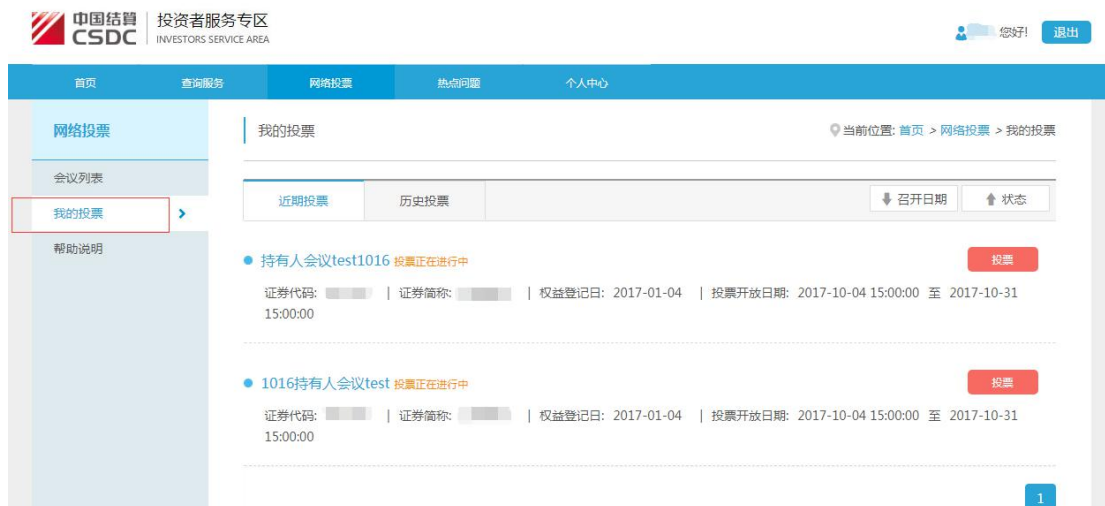 中国结算 投资者服务专区
CSDC INVESTORS SERVICE AREA
您好! 退出
首页 查询服务 网络投票 热点问题 个人中心
网络投票
会议列表
我的投票
帮助说明
我的投票 当前位置: 首页 > 网络投票 > 我的投票
近期投票 历史投票 召开日期 状态
持有人会议test1016 投票正在进行中 投票
证券代码: | 证券简称: | 权益登记日: 2017-01-04 | 投票开放日期: 2017-10-04 15:00:00 至 2017-10-31
15:00:00
1016持有人会议test 投票正在进行中 投票
证券代码: | 证券简称: | 权益登记日: 2017-01-04 | 投票开放日期: 2017-10-04 15:00:00 至 2017-10-31
15:00:00
1